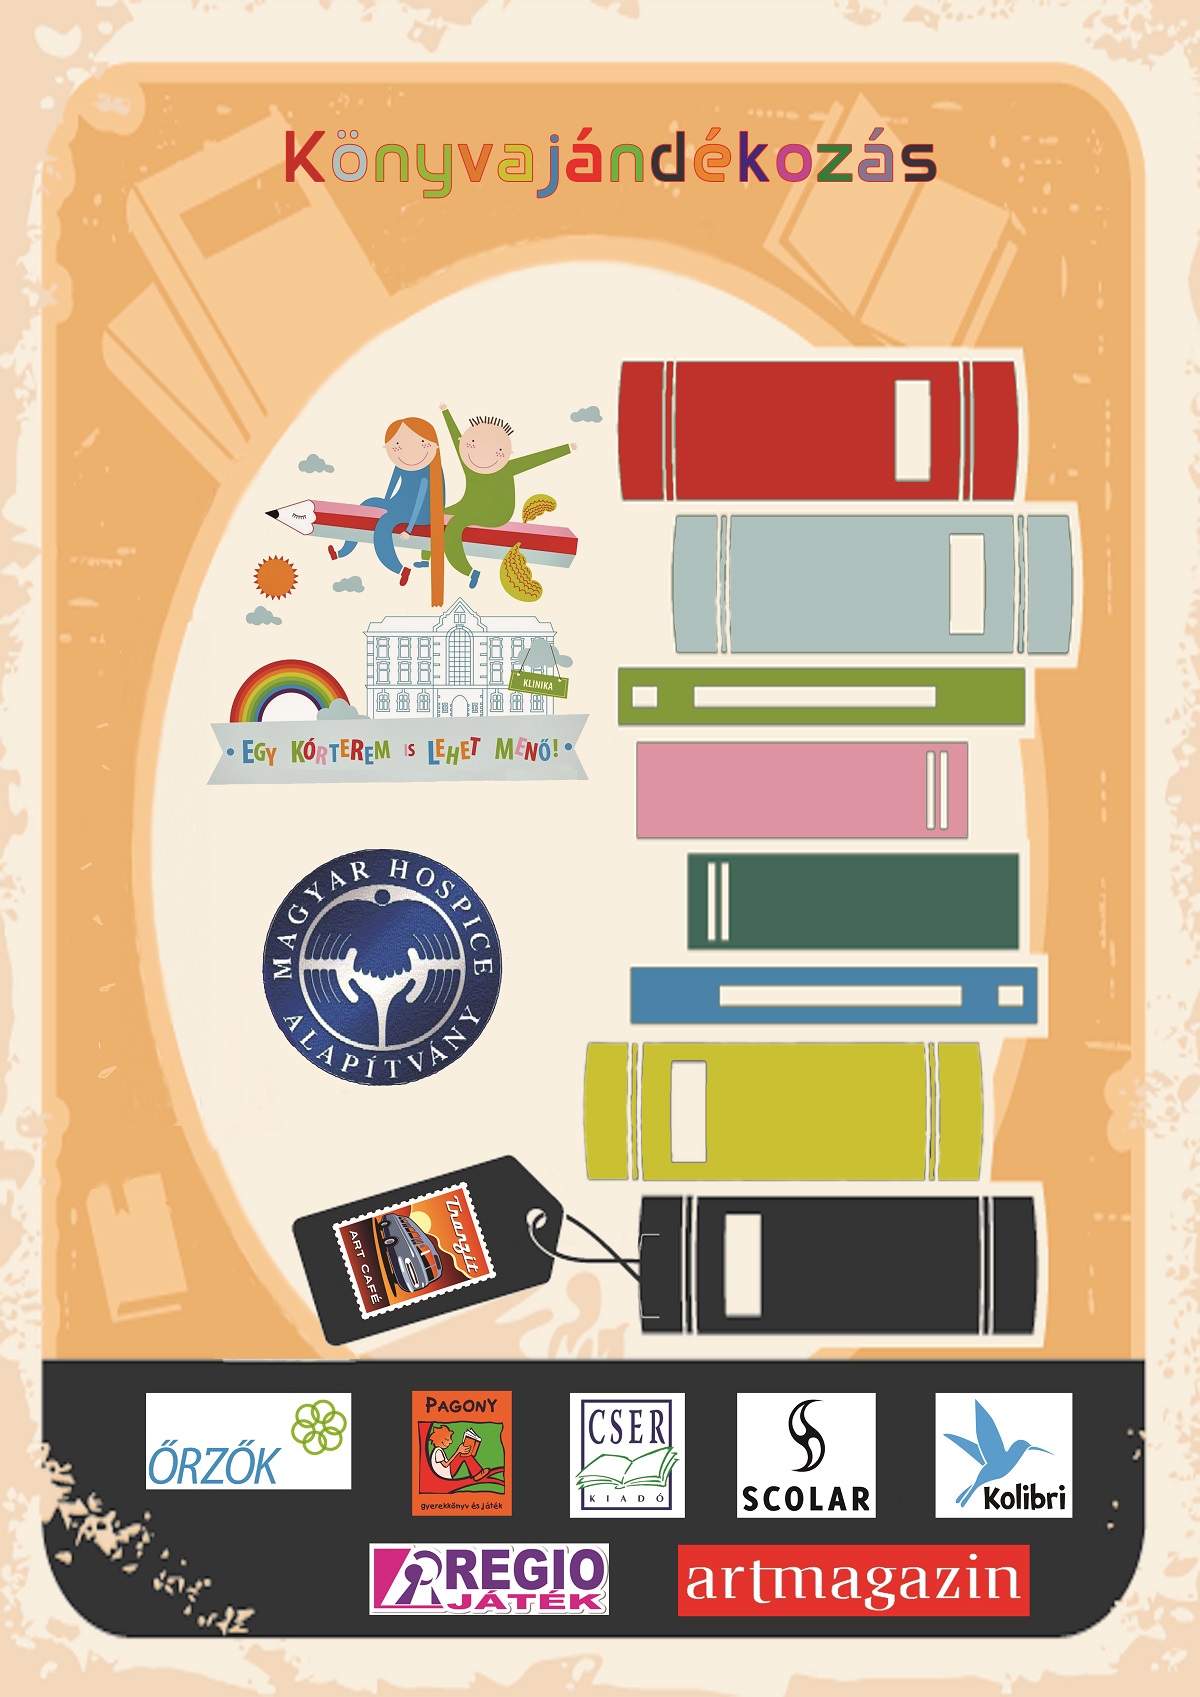 Könyvajándékozás
KLINIKA
• EGY KÓRTEREM IS LEHET MENŐ! •
MAGYAR HOSPICE
ALAPÍTVÁNY
Tranzit
ART CAFÉ
ŐRZŐK
PAGONY
gyerekkönyv és játék
CSER
KIADÓ
SCOLAR
Kolibri
REGIO
JÁTÉK
artmagazin